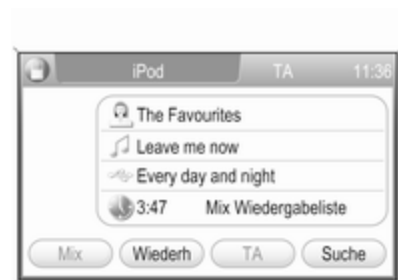 iPod TA 11:36
The Favourites
Leave me now
Every day and night
3:47 Mix Wiedergabeliste
Mix Wiederh TA Suche